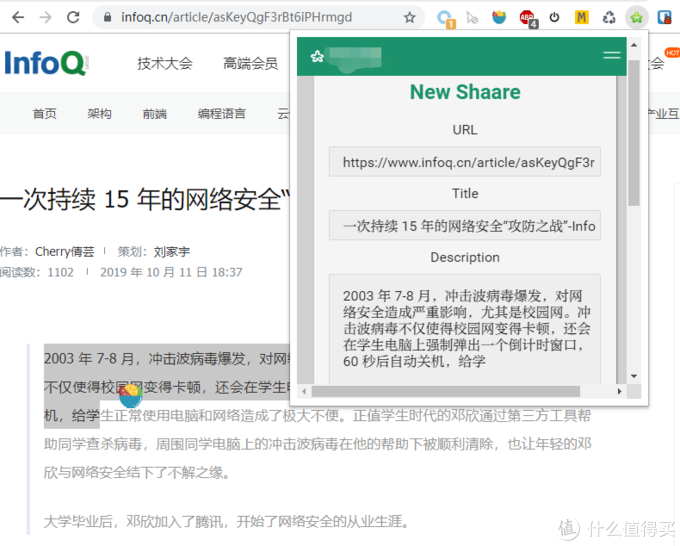 infoq.cn/article/asKeyQgF3rBt6iPHrmgd
1
ABP
4
M
InfoQ
技术大会
高端会员
会
HOT
首页
架构
前端
编程语言
云
产业互
New Shaare
URL
https://www.infoq.cn/article/asKeyQgF3r
Title
一次持续 15 年的网络安全“攻防之战”-Info
Description
2003 年 7-8 月，冲击波病毒爆发，对网
络安全造成严重影响，尤其是校园网。冲
击波病毒不仅使得校园网变得卡顿，还会
在学生电脑上强制弹出一个倒计时窗口，
60 秒后自动关机，给学
一次持续 15 年的网络安全“
作者：Cherry倩芸 策划：刘家宇
阅读数：1102 2019 年 10 月 11 日 18:37
2003 年 7-8 月，冲击波病毒爆发，对网
不仅使得校园网变得卡顿，还会在学生电
机，给学生正常使用电脑和网络造成了极大不便。正值学生时代的邓欣通过第三方工具帮
助同学查杀病毒，周围同学电脑上的冲击波病毒在他的帮助下被顺利清除，也让年轻的邓
欣与网络安全结下了不解之缘。
大学毕业后，邓欣加入了腾讯，开始了网络安全的从业生涯。
值 什么值得买